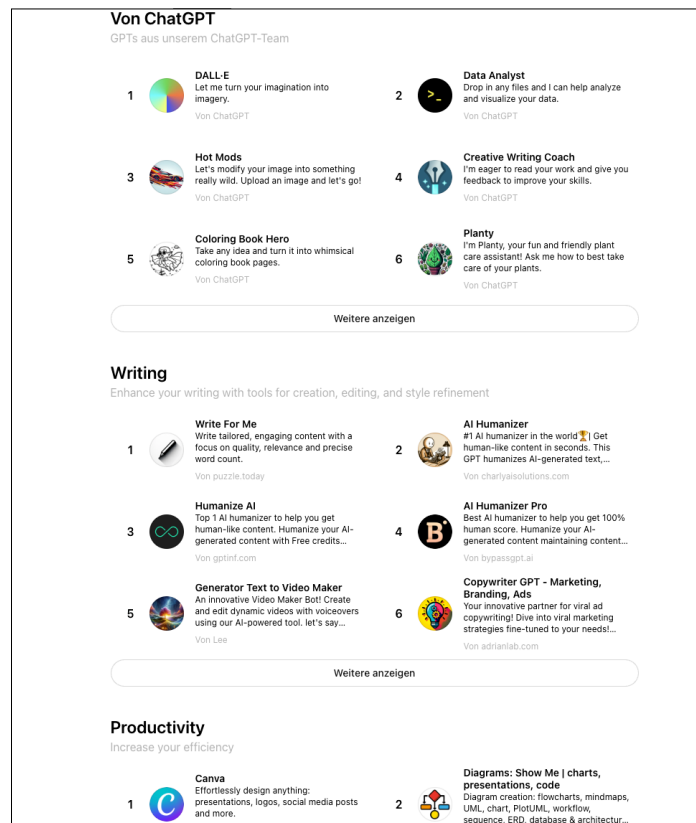 Von ChatGPT
GPTs aus unserem ChatGPT-Team
1
DALL·E
Let me turn your imagination into
imagery.
Von ChatGPT
2
Data Analyst
Drop in any files and I can help analyze
and visualize your data.
Von ChatGPT
3
Hot Mods
Let's modify your image into something
really wild. Upload an image and let's go!
Von ChatGPT
4
Creative Writing Coach
I'm eager to read your work and give you
feedback to improve your skills.
Von ChatGPT
5
Coloring Book Hero
Take any idea and turn it into whimsical
coloring book pages.
Von ChatGPT
6
Planty
I'm Planty, your fun and friendly plant
care assistant! Ask me how to best take
care of your plants.
Von ChatGPT
Weitere anzeigen
Writing
Enhance your writing with tools for creation, editing, and style refinement
1
Write For Me
Write tailored, engaging content with a
focus on quality, relevance and precise
word count.
Von puzzle.today
2
AI Humanizer
#1 AI humanizer in the world🏆| Get
human-like content in seconds. This
GPT humanizes AI-generated text,...
Von charlyaisolutions.com
3
Humanize AI
Top 1 AI humanizer to help you get
human-like content. Humanize your AI-
generated content with Free credits...
Von gptinf.com
4
AI Humanizer Pro
Best AI humanizer to help you get 100%
human score. Humanize your AI-
generated content maintaining content...
Von bypassgpt.ai
5
Generator Text to Video Maker
An innovative Video Maker Bot! Create
and edit dynamic videos with voiceovers
using our AI-powered tool. let's say...
Von Lee
6
Copywriter GPT - Marketing,
Branding, Ads
Your innovative partner for viral ad
copywriting! Dive into viral marketing
strategies fine-tuned to your needs!...
Von adrianlab.com
Weitere anzeigen
Productivity
Increase your efficiency
1
Canva
Effortlessly design anything:
presentations, logos, social media posts
and more.
2
Diagrams: Show Me | charts,
presentations, code
Diagram creation: flowcharts, mindmaps,
UML, chart, PlotUML, workflow,
sequence, ERD, database & architectur...